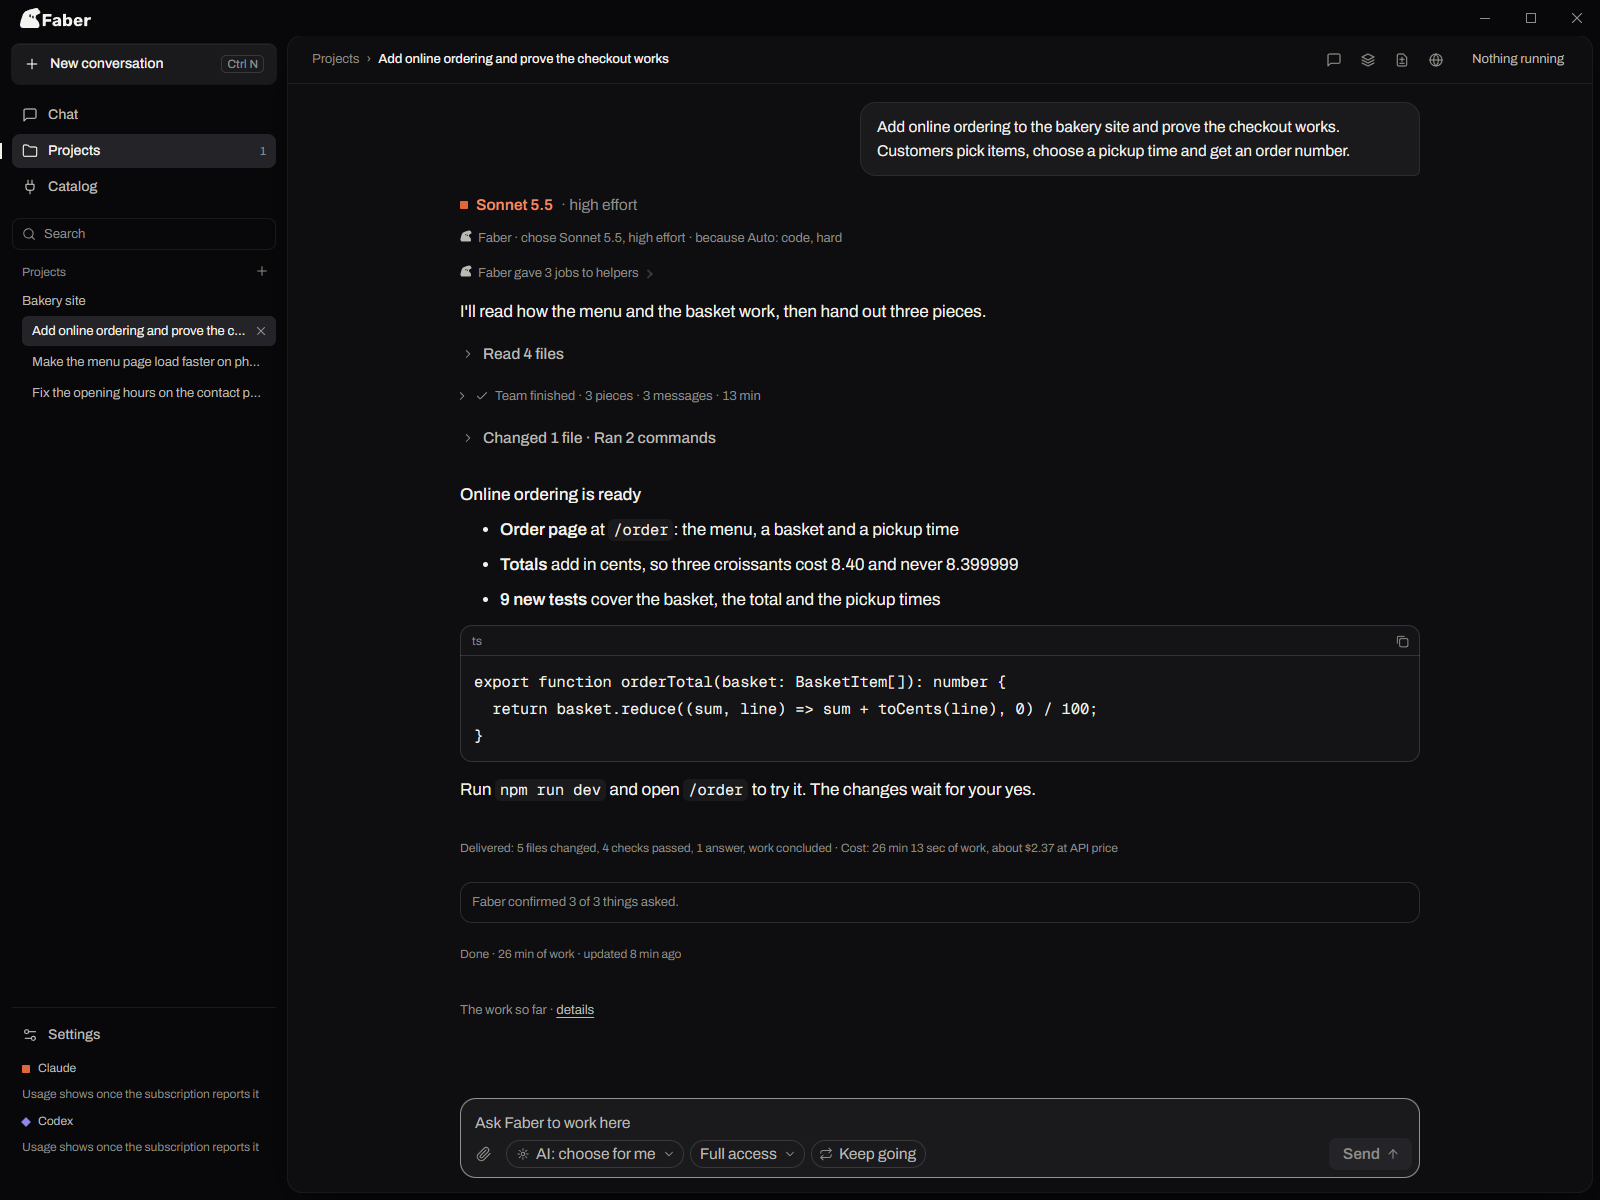 Faber
New conversation Ctrl N
Chat
Projects 1
Catalog
Search
Projects
Bakery site
Add online ordering and prove the c...
Make the menu page load faster on ph...
Fix the opening hours on the contact p...
Settings
Claude
Usage shows once the subscription reports it
Codex
Usage shows once the subscription reports it
Projects › Add online ordering and prove the checkout works
Nothing running
Add online ordering to the bakery site and prove the checkout works.
Customers pick items, choose a pickup time and get an order number.
Sonnet 5.5 · high effort
Faber · chose Sonnet 5.5, high effort · because Auto: code, hard
Faber gave 3 jobs to helpers
I'll read how the menu and the basket work, then hand out three pieces.
Read 4 files
Team finished · 3 pieces · 3 messages · 13 min
Changed 1 file · Ran 2 commands
Online ordering is ready
• Order page at /order: the menu, a basket and a pickup time
• Totals add in cents, so three croissants cost 8.40 and never 8.399999
• 9 new tests cover the basket, the total and the pickup times
ts
export function orderTotal(basket: BasketItem[]): number {
  return basket.reduce((sum, line) => sum + toCents(line), 0) / 100;
}
Run npm run dev and open /order to try it. The changes wait for your yes.
Delivered: 5 files changed, 4 checks passed, 1 answer, work concluded · Cost: 26 min 13 sec of work, about $2.37 at API price
Faber confirmed 3 of 3 things asked.
Done · 26 min of work · updated 8 min ago
The work so far · details
Ask Faber to work here
AI: choose for me Full access Keep going Send